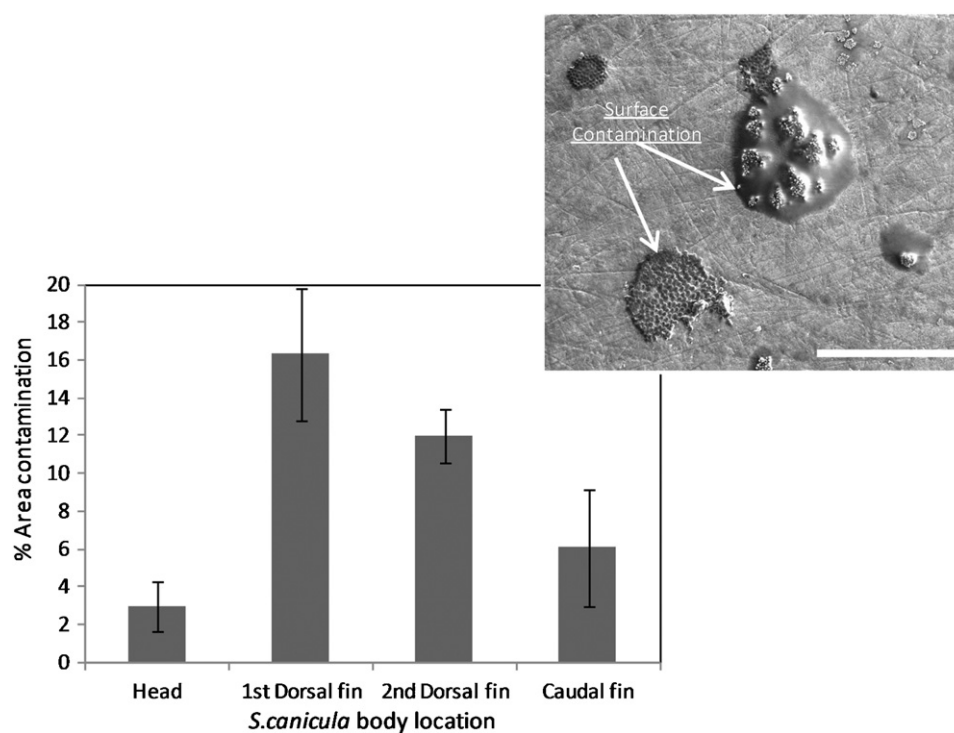 Surface
Contamination
20
18
16
14
12
10
8
6
4
2
0
% Area contamination
Head
1st Dorsal fin
2nd Dorsal fin
Caudal fin
S.canicula body location